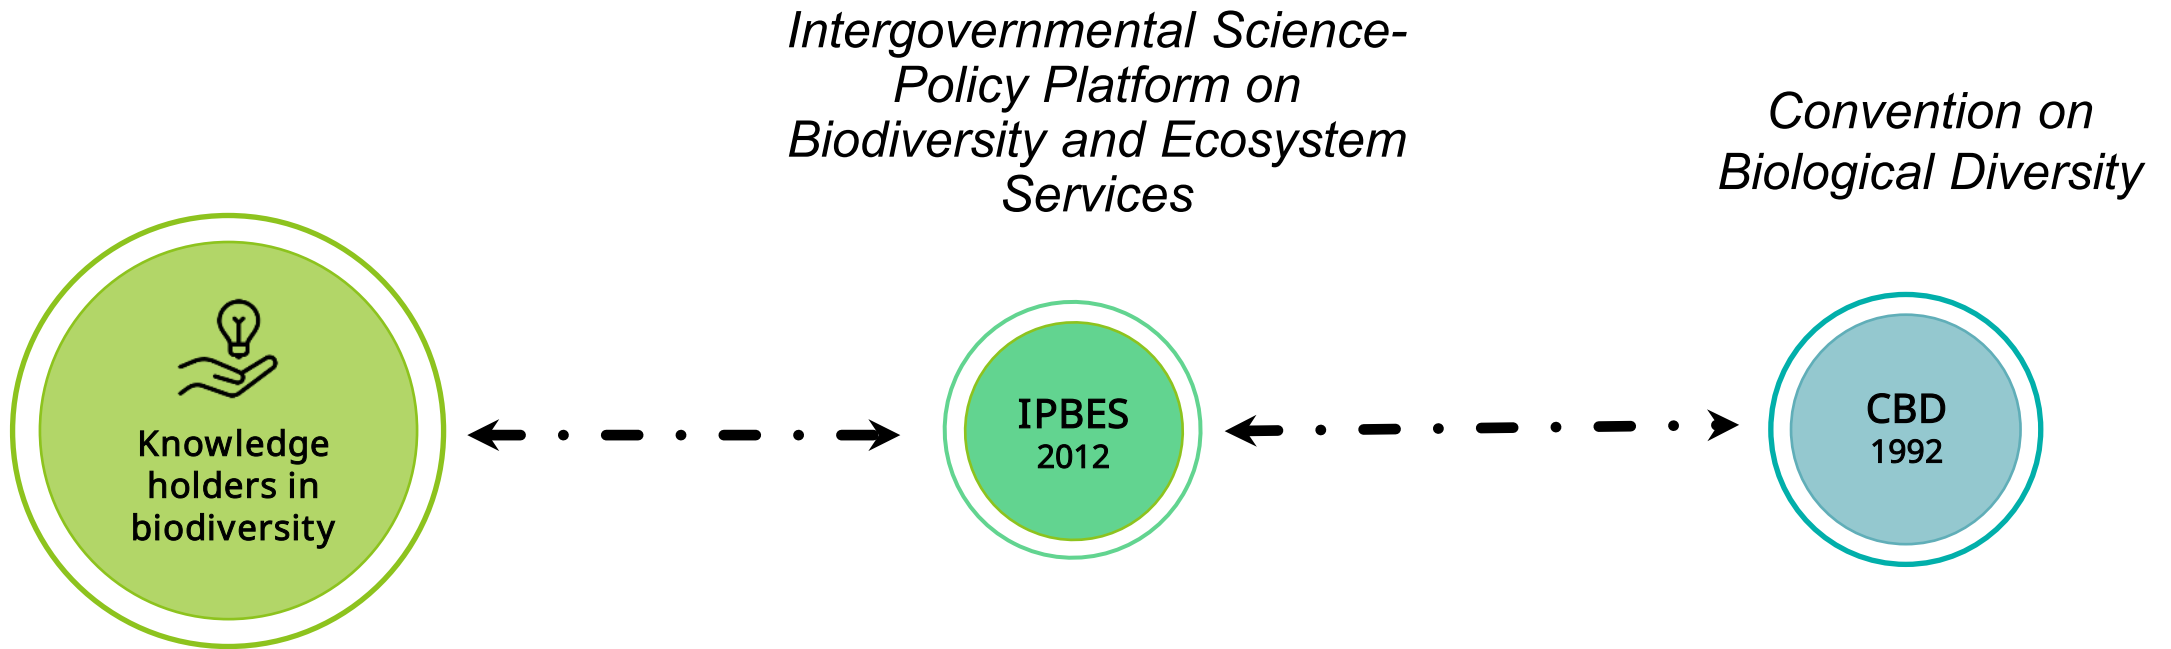 Intergovernmental Science-
Policy Platform on
Biodiversity and Ecosystem
Services
Convention on
Biological Diversity
Knowledge
holders in
biodiversity
IPBES
2012
CBD
1992